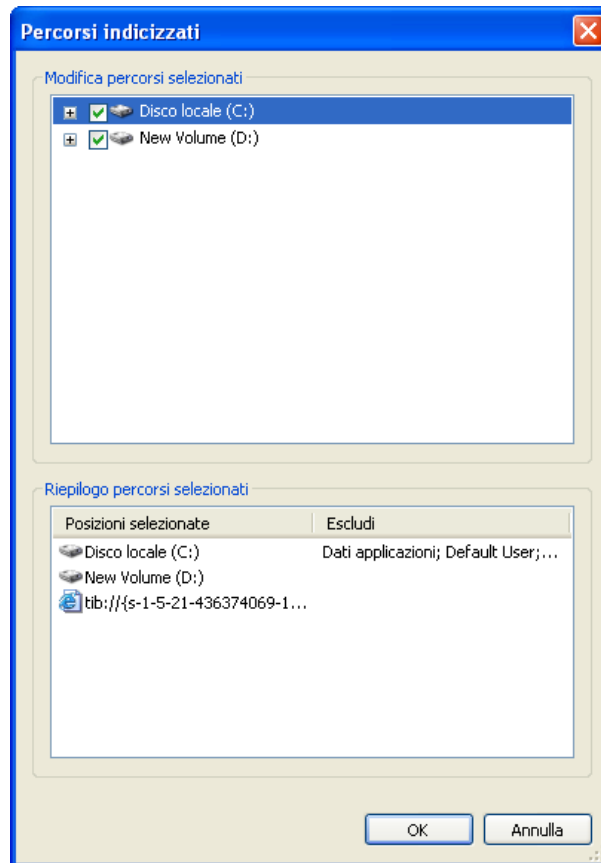 Percorsi indicizzati
Modifica percorsi selezionati
Disco locale (C:)
New Volume (D:)
Riepilogo percorsi selezionati
Posizioni selezionate Escludi
Disco locale (C:) Dati applicazioni; Default User;...
New Volume (D:)
tib://{s-1-5-21-436374069-1...
OK Annulla